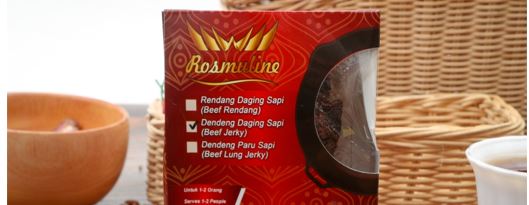 Rosmuline
Rendang Daging Sapi
(Beef Rendang)
Dendeng Daging Sapi
(Beef Jerky)
Dendeng Paru Sapi
(Beef Lung Jerky)
Untuk 1-2 Orang
Serves 1-2 People